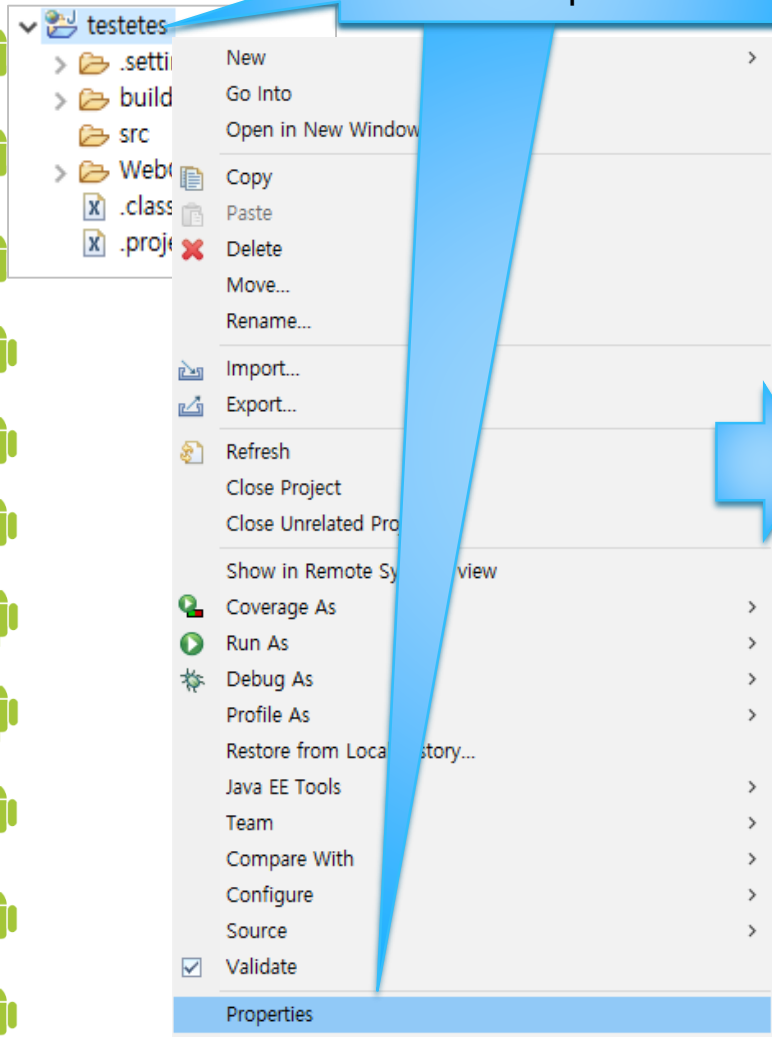 testetes
.setti
build
src
Web
.class
.proje
New
Go Into
Open in New Window
Copy
Paste
Delete
Move...
Rename...
Import...
Export...
Refresh
Close Project
Close Unrelated Pro
Show in Remote Sy view
Coverage As
Run As
Debug As
Profile As
Restore from Loca story...
Java EE Tools
Team
Compare With
Configure
Source
Validate
Properties